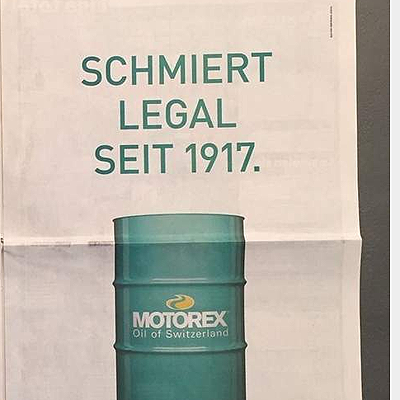 SCHMIERT
LEGAL
SEIT 1917.
MOTOREX
Oil of Switzerland